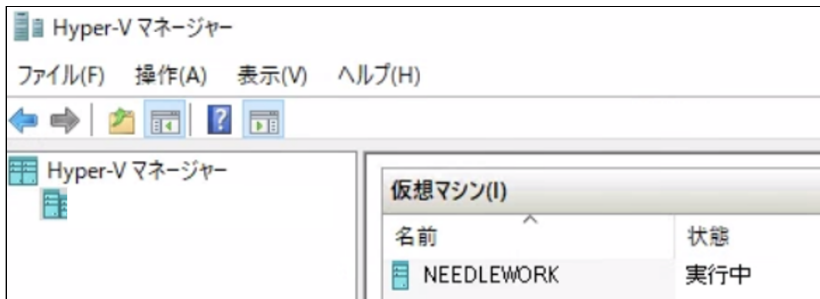 Hyper-V マネージャー
ファイル(F) 操作(A) 表示(V) ヘルプ(H)
Hyper-V マネージャー
仮想マシン(I)
名前 状態
NEEDLEWORK 実行中